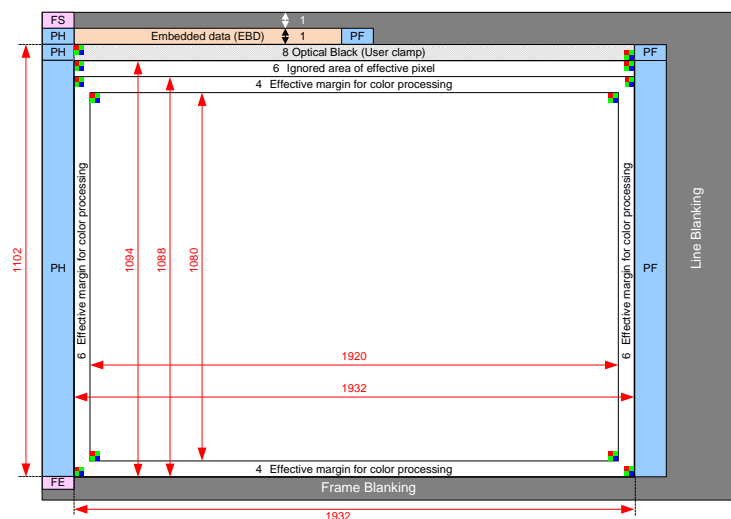 FS
1
PH
Embedded data (EBD)
1
PF
PH
8 Optical Black (User clamp)
PF
6 Ignored area of effective pixel
4 Effective margin for color processing
6 Effective margin for color processing
6 Effective margin for color processing
Line Blanking
1102
PH
1094
1088
1080
PF
1920
1932
4 Effective margin for color processing
FE
Frame Blanking
1932